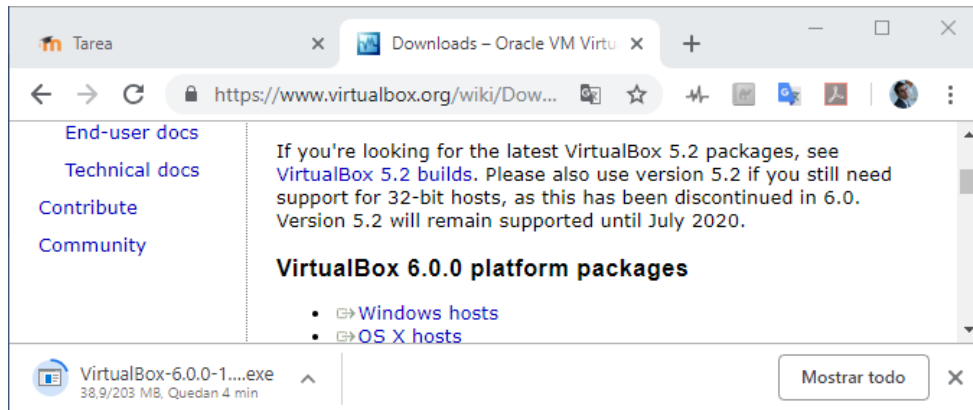 Tarea
Downloads – Oracle VM Virtu
https://www.virtualbox.org/wiki/Dow...
End-user docs
Technical docs
Contribute
Community
If you're looking for the latest VirtualBox 5.2 packages, see
VirtualBox 5.2 builds. Please also use version 5.2 if you still need
support for 32-bit hosts, as this has been discontinued in 6.0.
Version 5.2 will remain supported until July 2020.
VirtualBox 6.0.0 platform packages
Windows hosts
OS X hosts
VirtualBox-6.0.0-1....exe
38,9/203 MB, Quedan 4 min
Mostrar todo